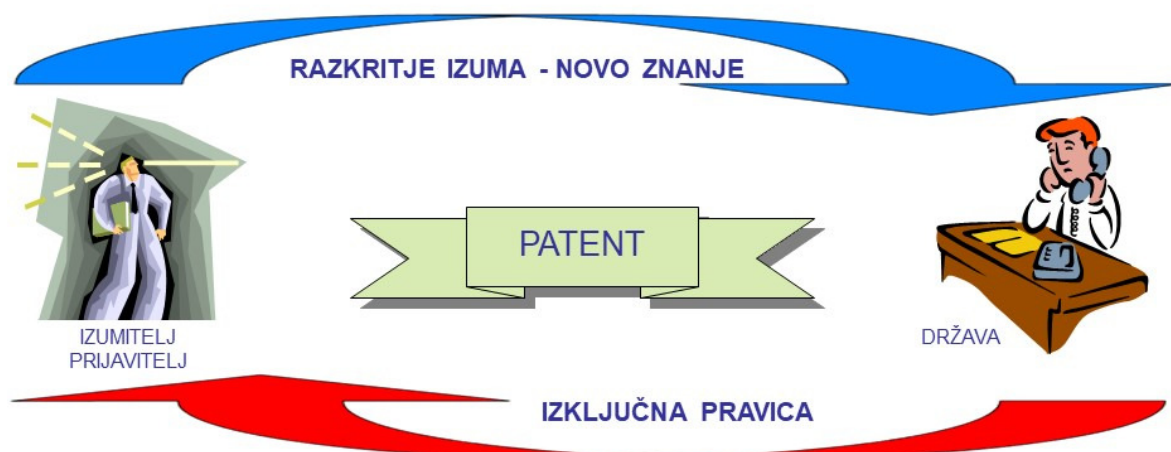 RAZKRITJE IZUMA - NOVO ZNANJE
PATENT
IZUMITELJ
PRIJAVITELJ
DRŽAVA
IZKLJUČNA PRAVICA